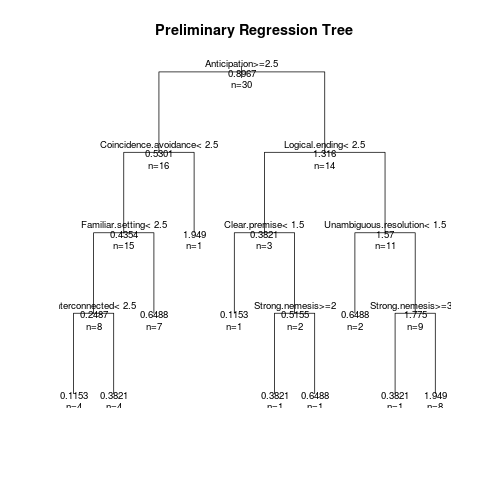 Preliminary Regression Tree
Anticipation>=2.5
0.8967
n=30
Coincidence.avoidance< 2.5
0.5301
n=16
Logical.ending< 2.5
1.316
n=14
Familiar.setting< 2.5
0.4354
n=15
1.949
n=1
Clear.premise< 1.5
0.3821
n=3
Unambiguous.resolution< 1.5
1.57
n=11
terconnected< 2.5
0.2487
n=8
0.6488
n=7
0.1153
n=1
Strong.nemesis>=2
0.5155
n=2
0.6488
n=2
Strong.nemesis>=3
1.775
n=9
0.1153
n=4
0.3821
n=4
0.3821
n=1
0.6488
n=1
0.3821
n=1
1.949
n=8